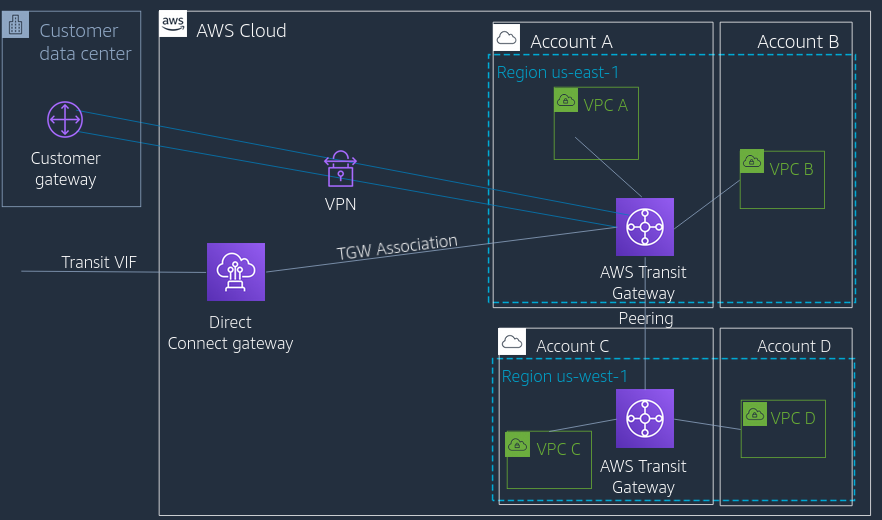 Customer
data center
aws
AWS Cloud
Account A
Account B
Region us-east-1
VPC A
VPC B
Customer
gateway
VPN
TGW Association
Transit VIF
AWS Transit
Gateway
Direct
Connect gateway
Peering
Account C
Account D
Region us-west-1
VPC C
VPC D
AWS Transit
Gateway